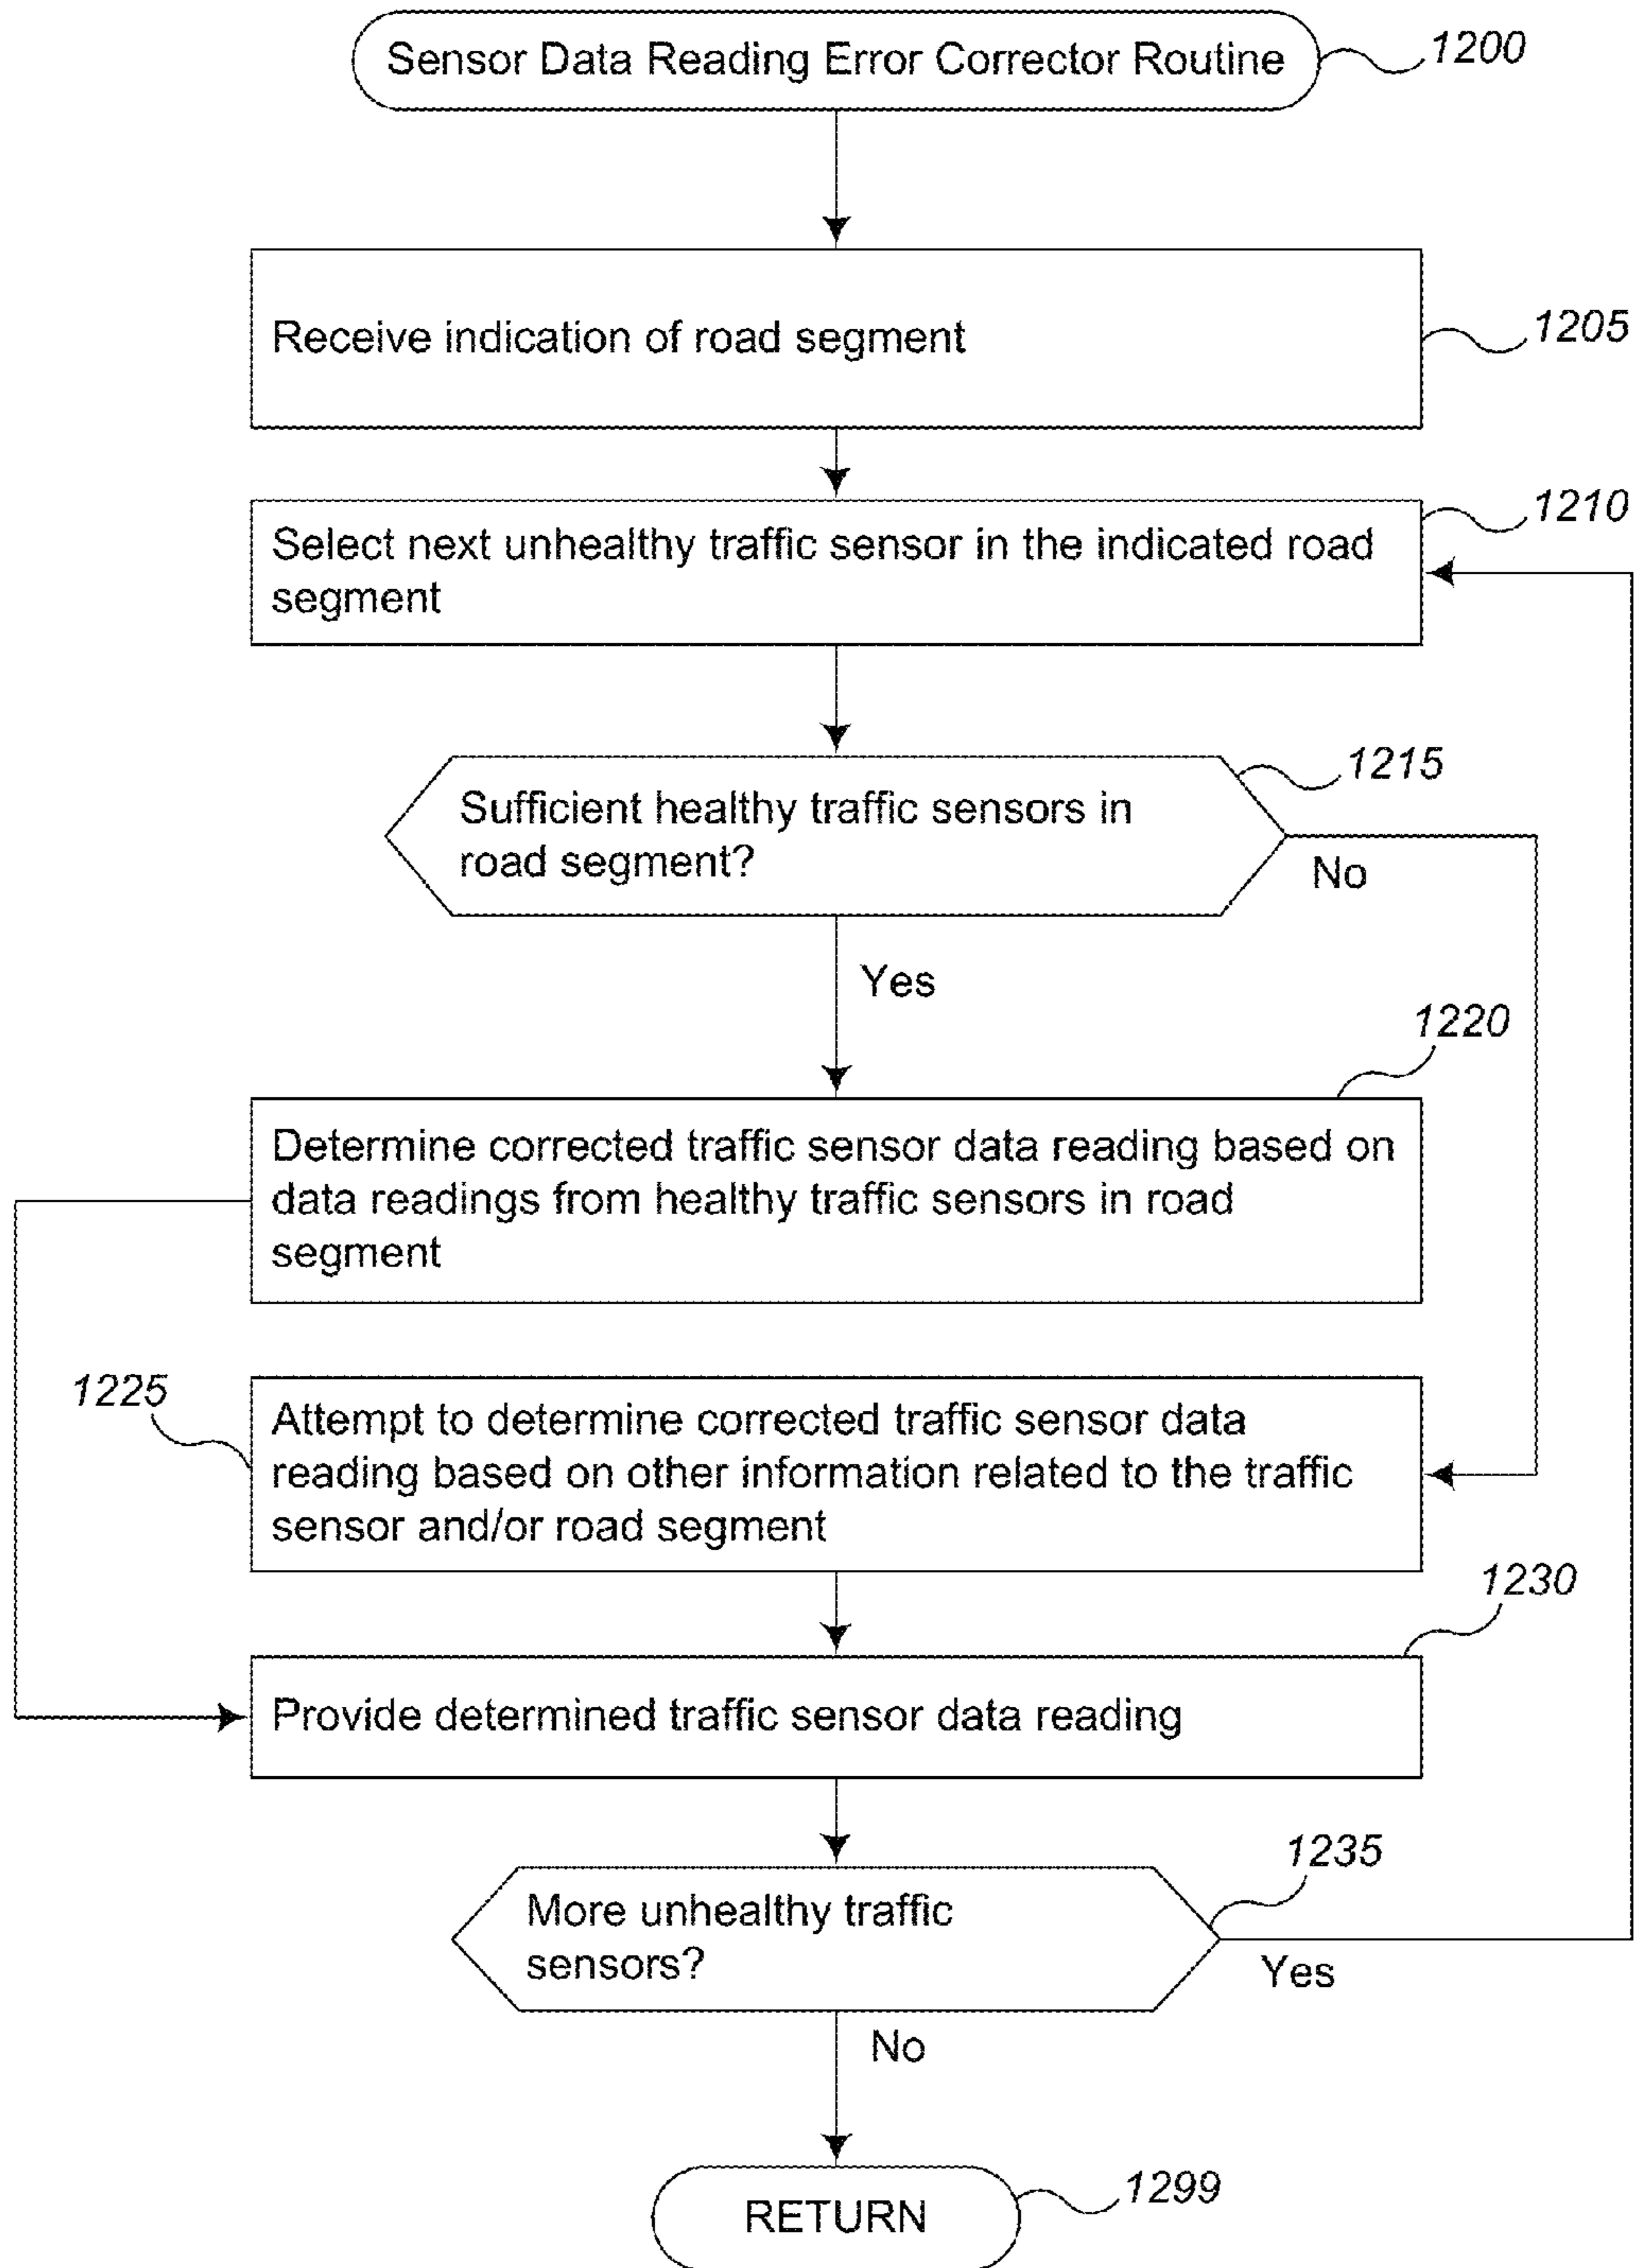 Sensor Data Reading Error Corrector Routine
1200
Receive indication of road segment
1205
1210
Select next unhealthy traffic sensor in the indicated road
segment
1215
Sufficient healthy traffic sensors in
road segment?
No
Yes
1220
Determine corrected traffic sensor data reading based on
data readings from healthy traffic sensors in road
segment
1225
Attempt to determine corrected traffic sensor data
reading based on other information related to the traffic
sensor and/or road segment
1230
Provide determined traffic sensor data reading
1235
More unhealthy traffic
sensors?
Yes
No
RETURN
1299